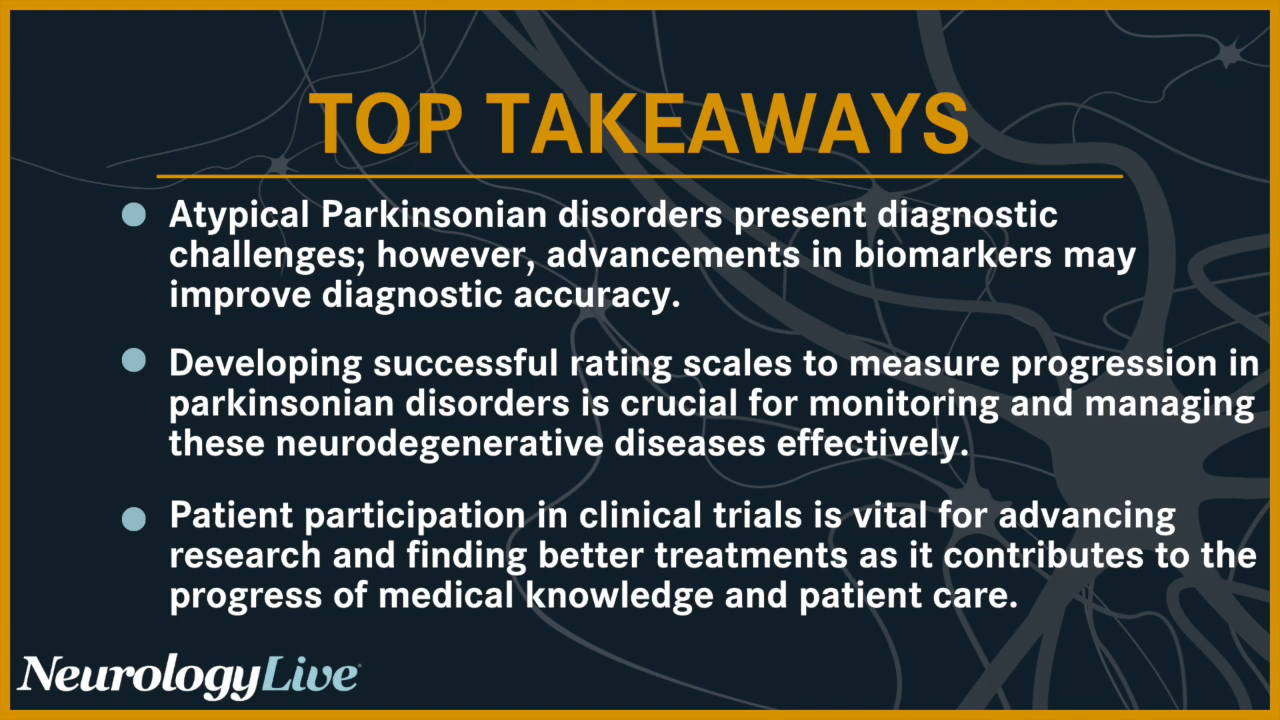 TOP TAKEAWAYS
Atypical Parkinsonian disorders present diagnostic
challenges; however, advancements in biomarkers may
improve diagnostic accuracy.
Developing successful rating scales to measure progression in
parkinsonian disorders is crucial for monitoring and managing
these neurodegenerative diseases effectively.
Patient participation in clinical trials is vital for advancing
research and finding better treatments as it contributes to the
progress of medical knowledge and patient care.
NeurologyLive